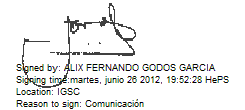 Signed by: ALIX FERNANDO GODOS GARCIA
Signing time:martes, junio 26 2012, 19:52:28 HePS
Location: IGSC
Reason to sign: Comunicación